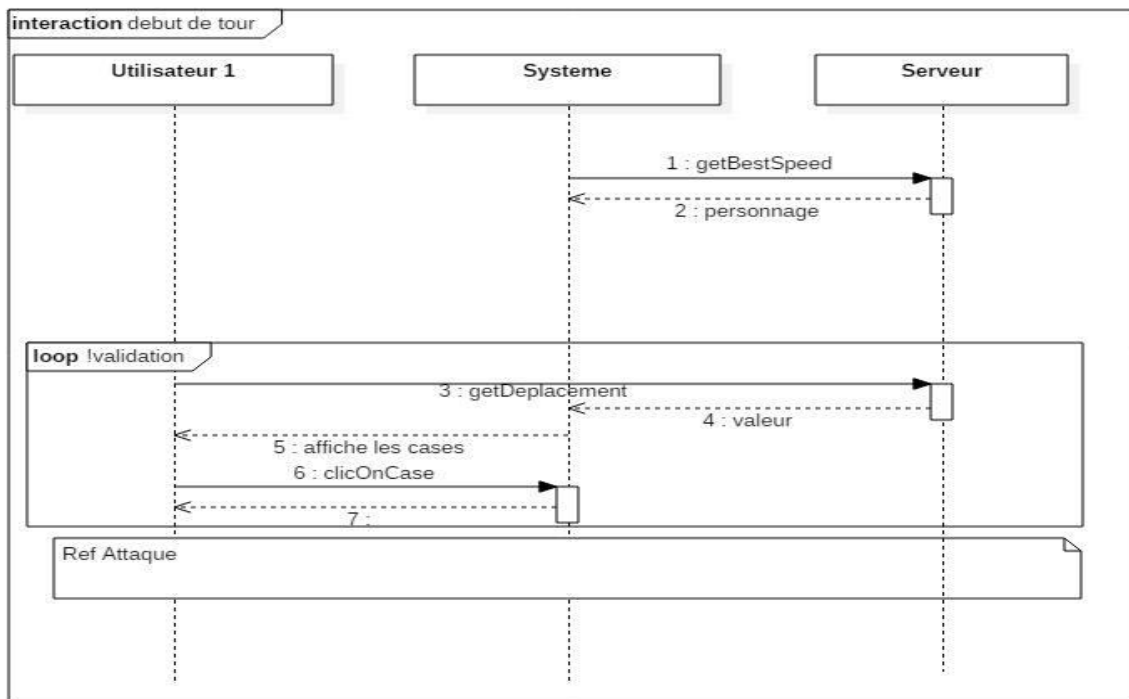 interaction debut de tour
Utilisateur 1
Systeme
Serveur
1 : getBestSpeed
2 : personnage
loop !validation
3 : getDeplacement
4 : valeur
5 : affiche les cases
6 : clicOnCase
7 :
Ref Attaque